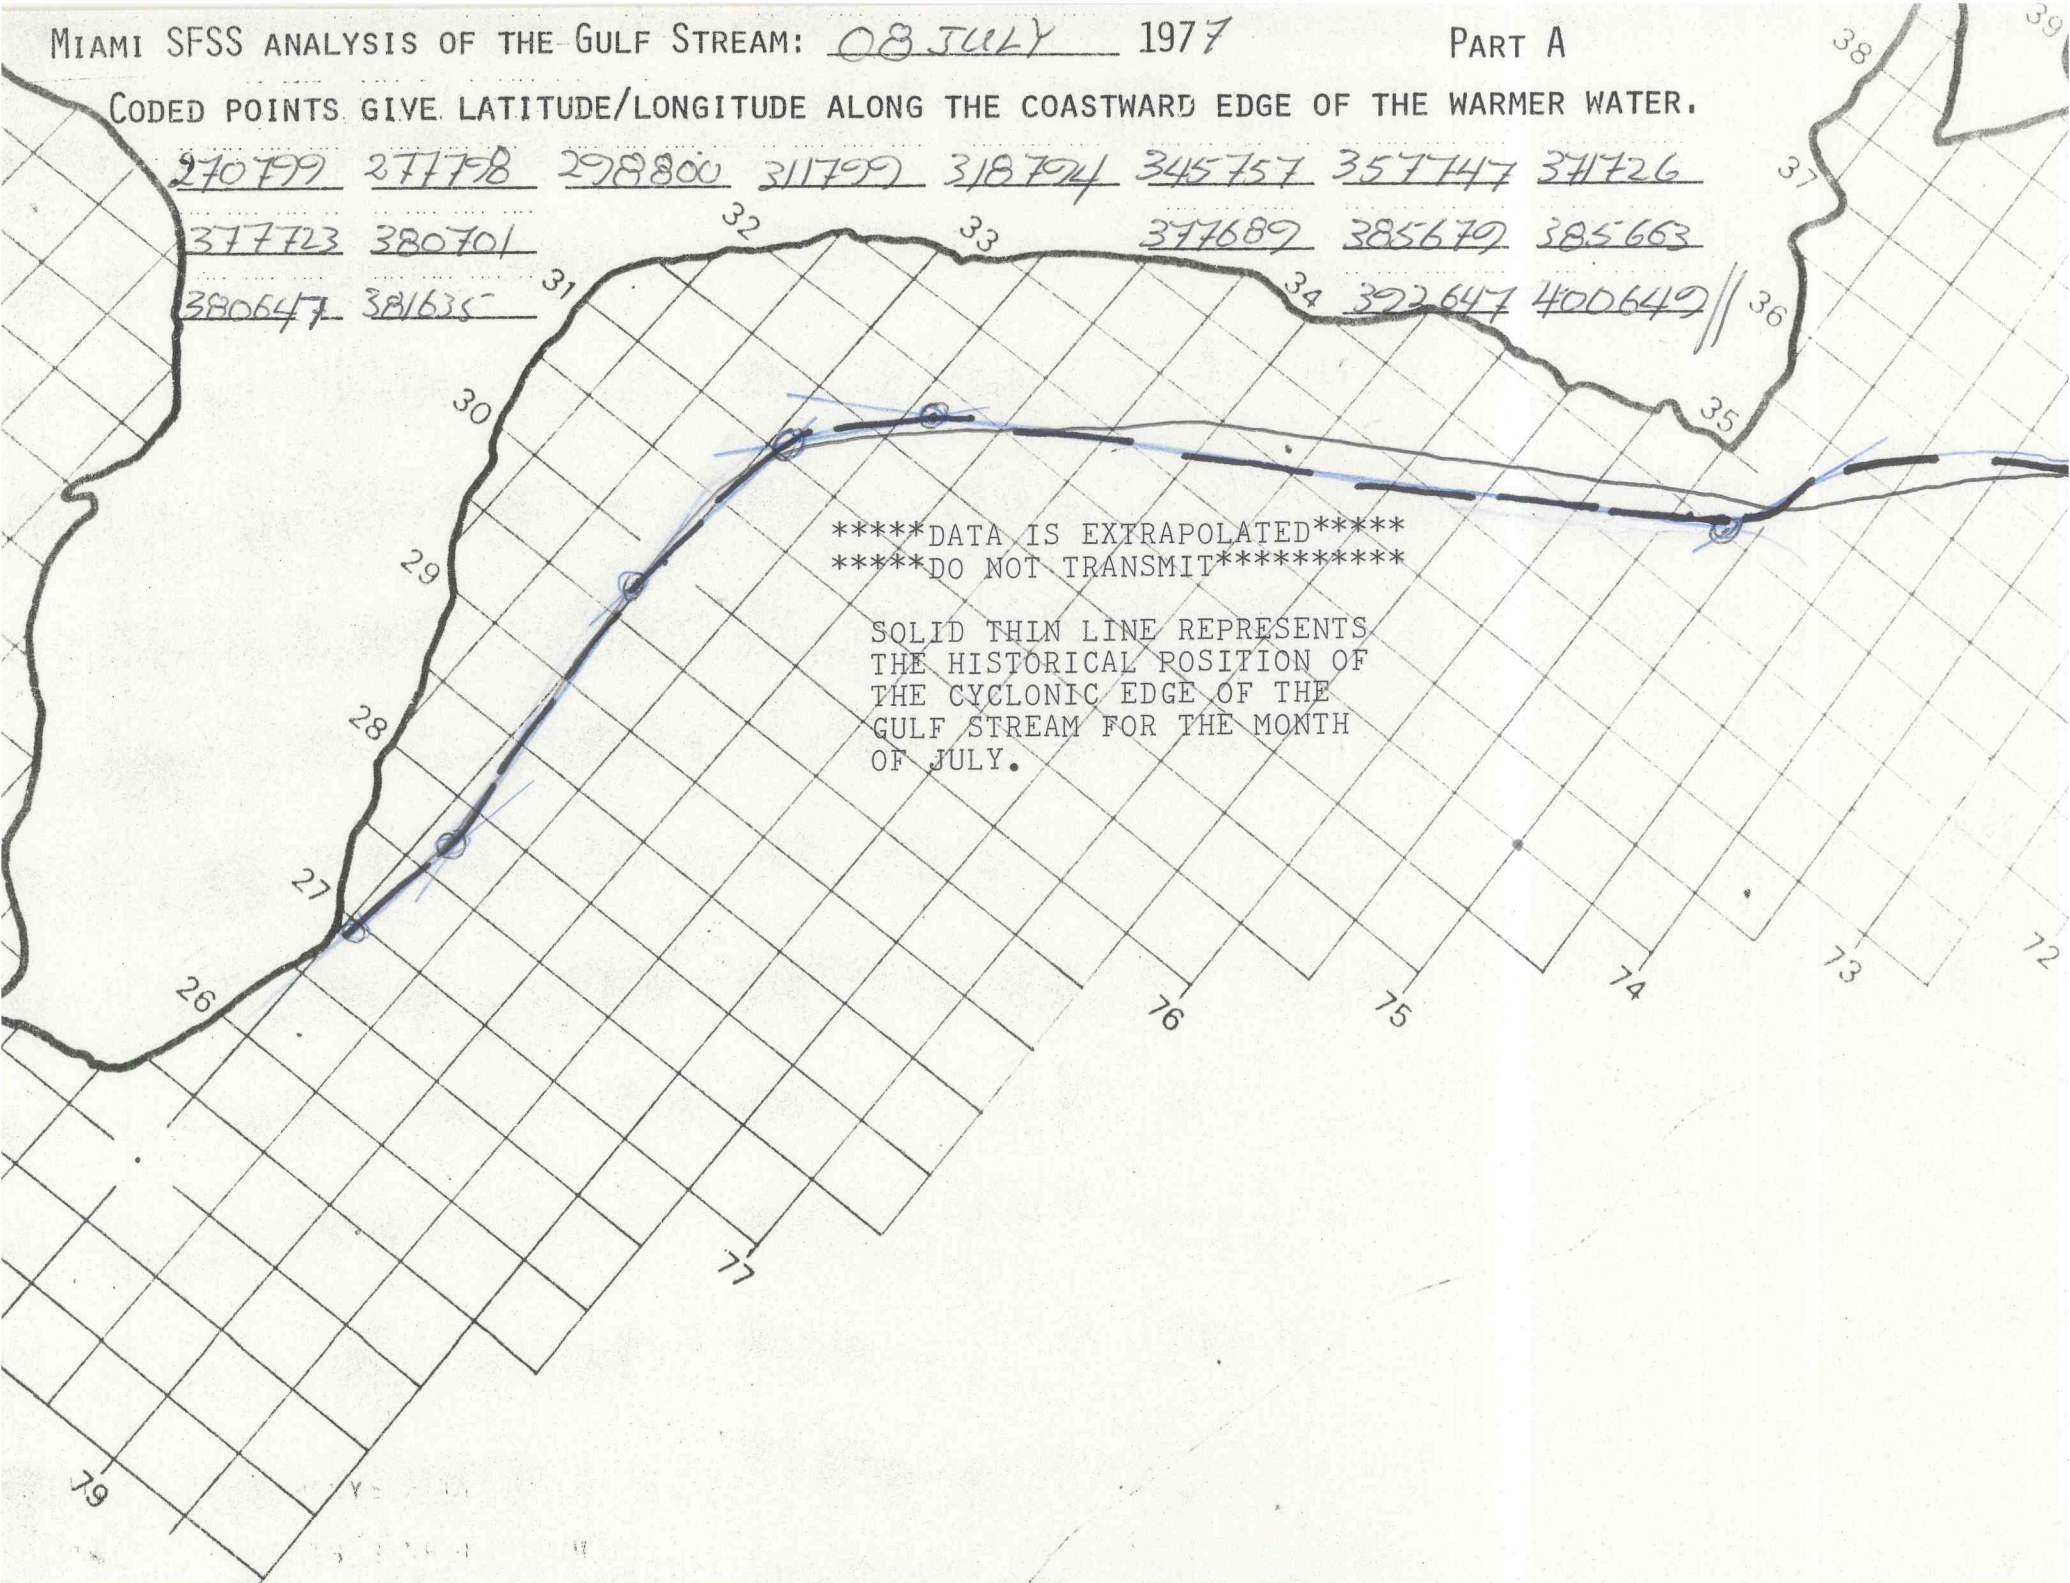 MIAMI SFSS ANALYSIS OF THE GULF STREAM: 08 JULY 1977 PART A
CODED POINTS GIVE LATITUDE/LONGITUDE ALONG THE COASTWARD EDGE OF THE WARMER WATER.
270799 277798 298800 311799 318794 345757 357747 371726
377723 380701 377689 385679 385663
380647 381635 392647 400649//
39
38
37
36
35
34
33
32
31
30
29
28
27
26
*****DATA IS EXTRAPOLATED*****
*****DO NOT TRANSMIT**********
SOLID THIN LINE REPRESENTS
THE HISTORICAL POSITION OF
THE CYCLONIC EDGE OF THE
GULF STREAM FOR THE MONTH
OF JULY.
72
73
74
75
76
77
79